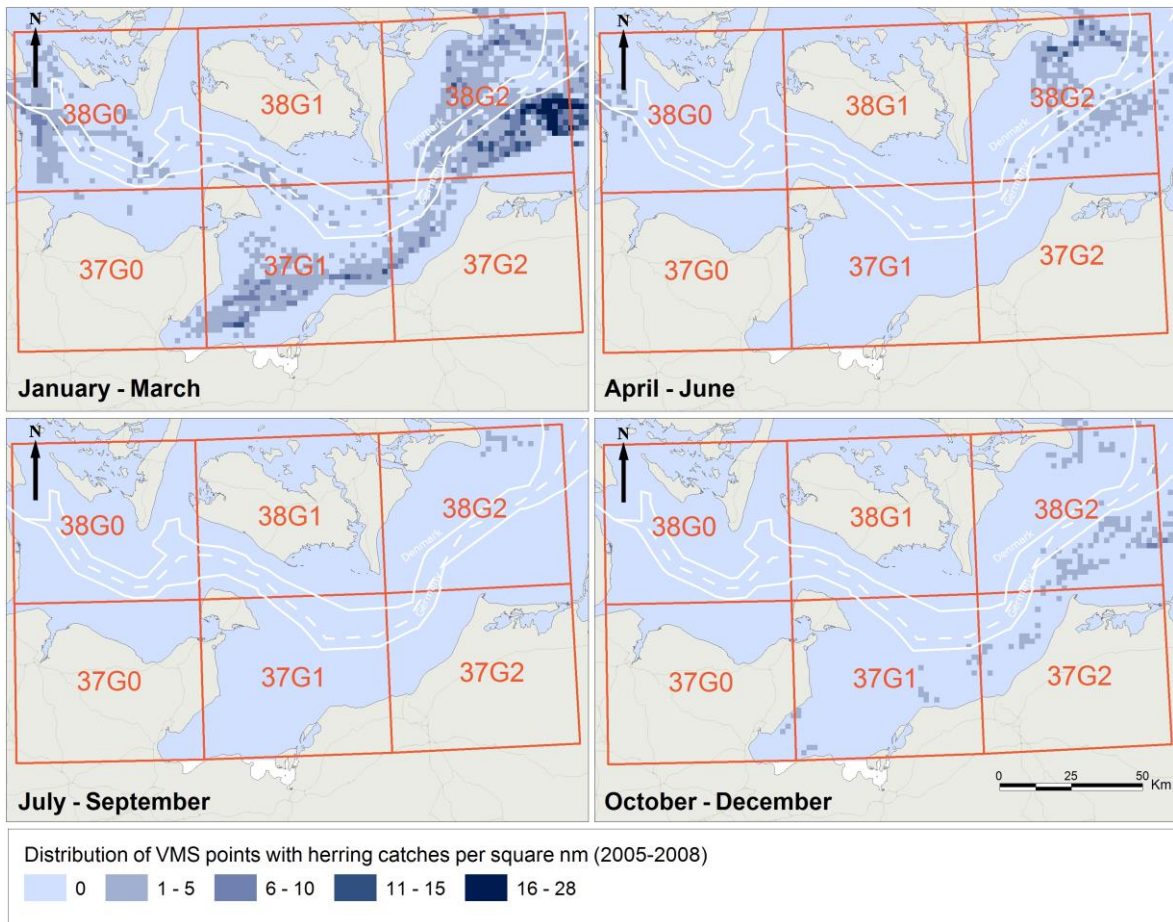 N
38G0
38G1
38G2
Denmark
Germany
37G0
37G1
37G2
January - March
N
38G0
38G1
38G2
Denmark
Germany
37G0
37G1
37G2
April - June
N
38G0
38G1
38G2
Denmark
Germany
37G0
37G1
37G2
July - September
N
38G0
38G1
38G2
Denmark
Germany
37G0
37G1
37G2
0 25 50
Km
October - December
Distribution of VMS points with herring catches per square nm (2005-2008)
0 1 - 5 6 - 10 11 - 15 16 - 28